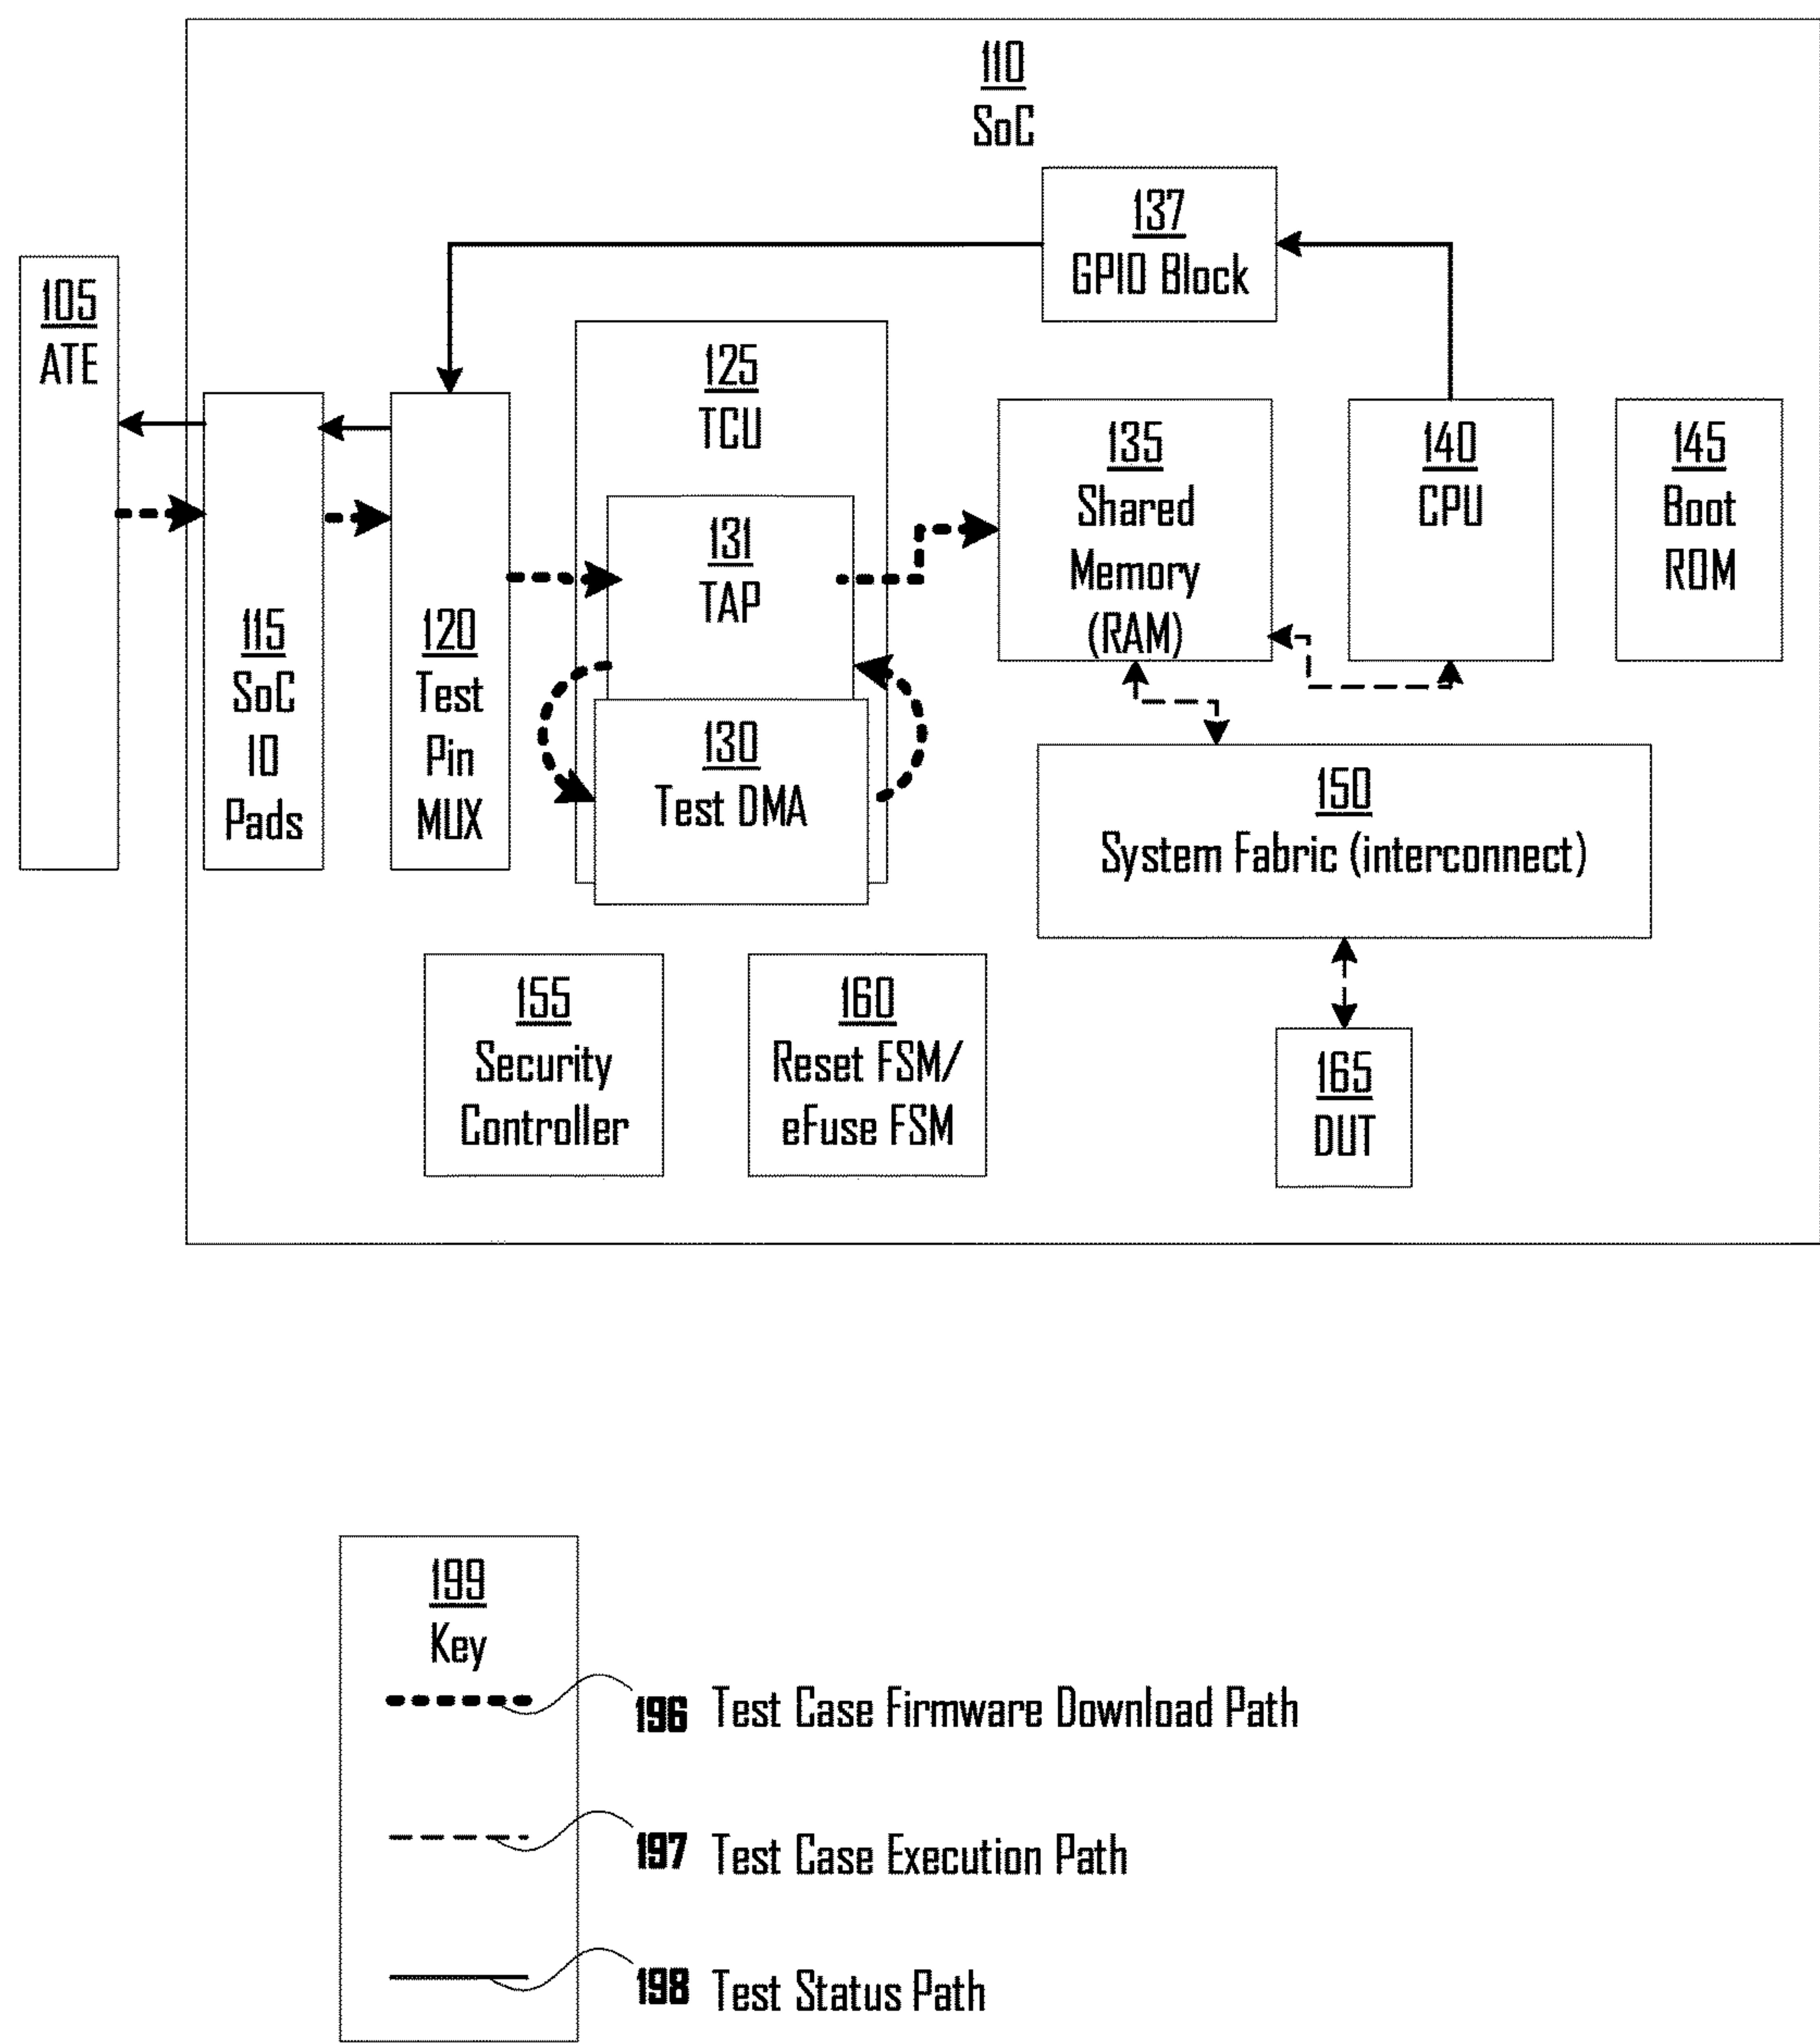 110
SoC
137
GPIO Block
105
ATE
125
TCU
135
Shared
Memory
(RAM)
140
CPU
145
Boot
ROM
131
TAP
115
SoC
IO
Pads
120
Test
Pin
MUX
130
Test DMA
150
System Fabric (interconnect)
155
Security
Controller
160
Reset FSM/
eFuse FSM
165
DUT
199
Key
196 Test Case Firmware Download Path
197 Test Case Execution Path
198 Test Status Path